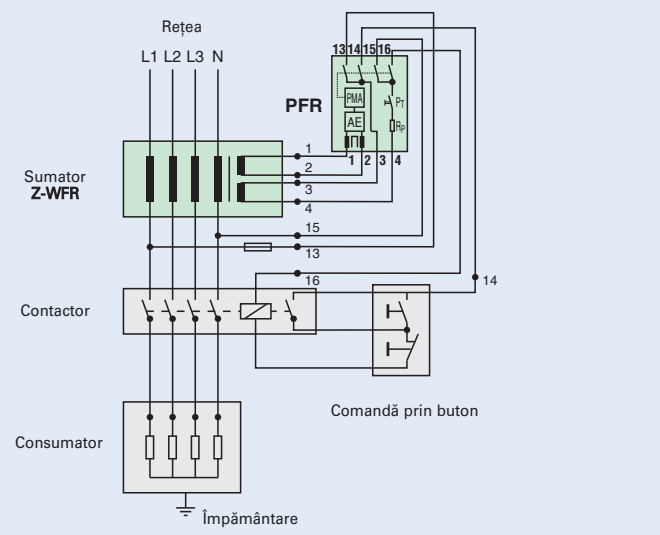 Rețea
L1 L2 L3 N
13 14 15 16
PFR
PMA
PT
AE
RP
1 2 3 4
Sumator
Z-WFR
1
2
3
4
15
13
16
14
Contactor
Comandă prin buton
Consumator
Împământare